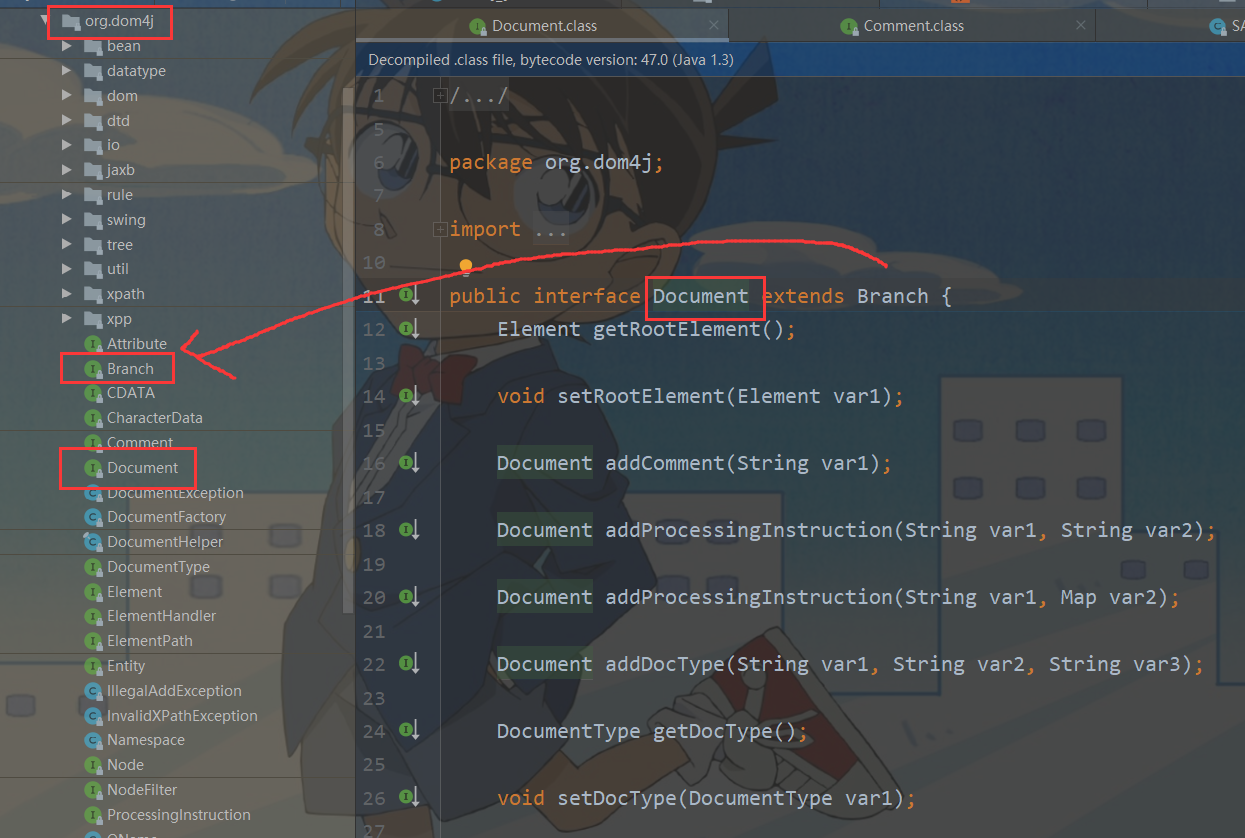 org.dom4j
bean
datatype
dom
dtd
io
jaxb
rule
swing
tree
util
xpath
xpp
Attribute
Branch
CDATA
CharacterData
Comment
Document
DocumentException
DocumentFactory
DocumentHelper
DocumentType
Element
ElementHandler
ElementPath
Entity
IllegalAddException
InvalidXPathException
Namespace
Node
NodeFilter
ProcessingInstruction
Document.class
Comment.class
Decompiled .class file, bytecode version: 47.0 (Java 1.3)
1 /.../
5
6 package org.dom4j;
7
8 import ...
10
11 public interface Document extends Branch {
12 Element getRootElement();
13
14 void setRootElement(Element var1);
15
16 Document addComment(String var1);
17
18 Document addProcessingInstruction(String var1, String var2);
19
20 Document addProcessingInstruction(String var1, Map var2);
21
22 Document addDocType(String var1, String var2, String var3);
23
24 DocumentType getDocType();
25
26 void setDocType(DocumentType var1);
27